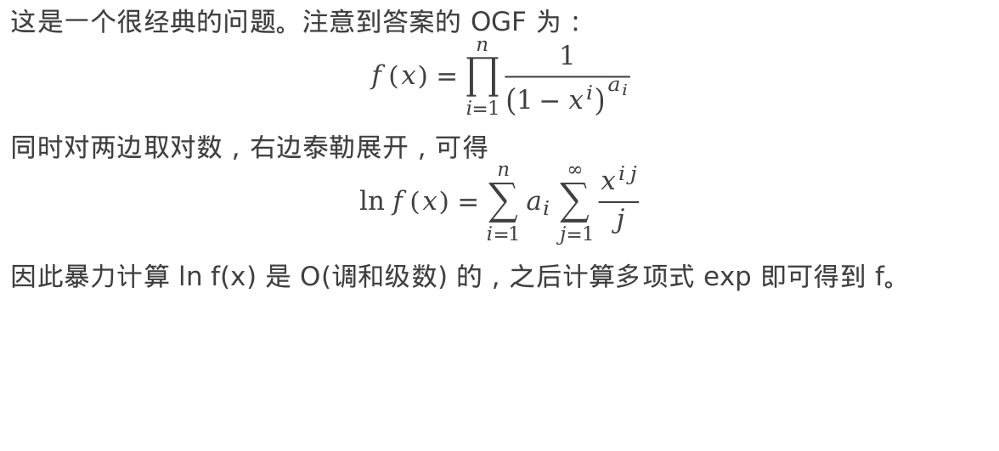 这是一个很经典的问题。注意到答案的 OGF 为：
f(x) = \prod_{i=1}^{n} \frac{1}{(1 - x^i)^{a_i}}
同时对两边取对数，右边泰勒展开，可得
\ln f(x) = \sum_{i=1}^{n} a_i \sum_{j=1}^{\infty} \frac{x^{ij}}{j}
因此暴力计算 ln f(x) 是 O(调和级数) 的，之后计算多项式 exp 即可得到 f。